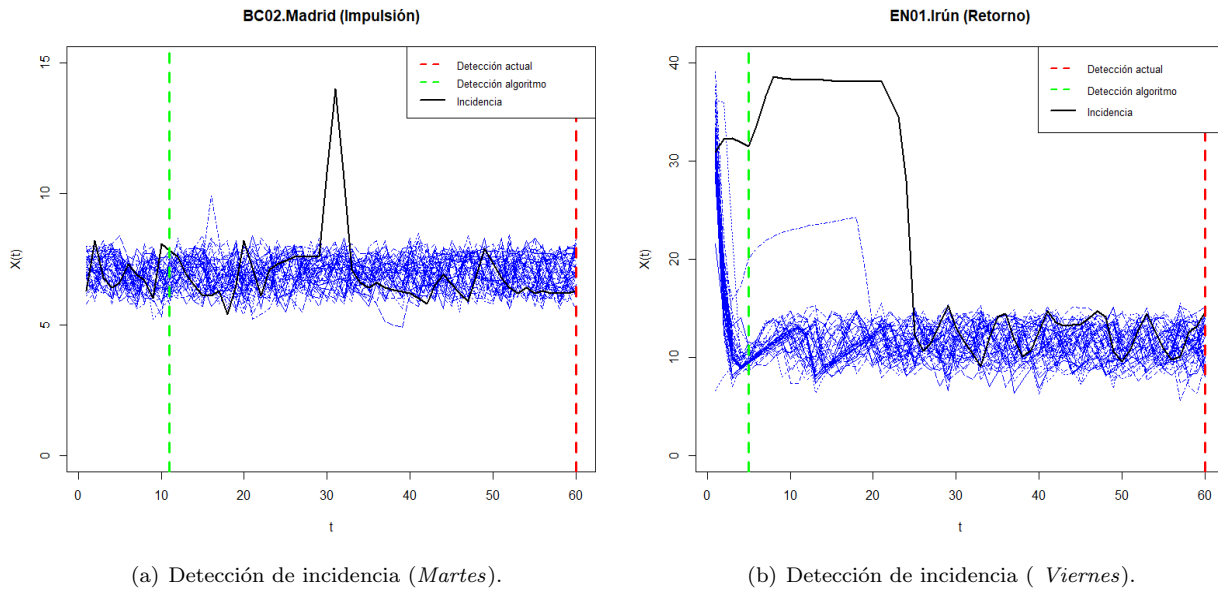 BC02.Madrid (Impulsión)
X(t)
15
10
5
0
Detección actual
Detección algoritmo
Incidencia
0 10 20 30 40 50 60
t
(a) Detección de incidencia (Martes).
EN01.Irún (Retorno)
X(t)
40
30
20
10
0
Detección actual
Detección algoritmo
Incidencia
0 10 20 30 40 50 60
t
(b) Detección de incidencia ( Viernes).